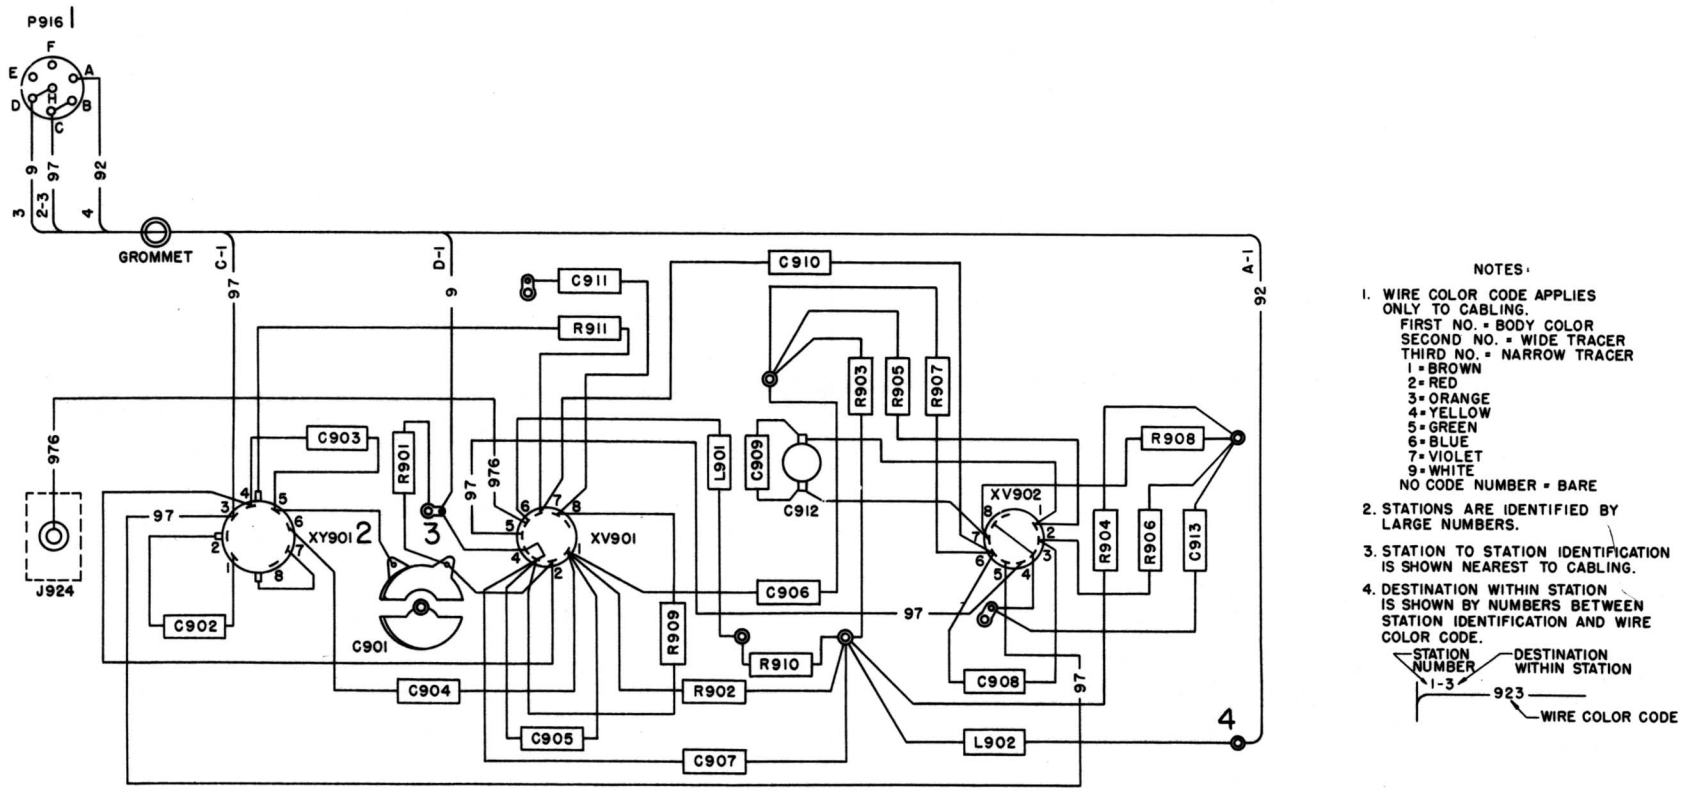 P916
F
E
A
D
H
B
C
9
97
92
3
2-3
4
GROMMET
C-1
97
D-1
9
A-1
92
C911
R911
C910
976
J924
97
XY901
1
2
3
4
5
6
7
8
2
C903
C902
R901
3
C901
97
976
XV901
2
4
5
6
7
8
C904
C905
C906
C907
R902
R909
L901
R910
C909
C912
R903
R905
R907
XV902
1
2
3
4
5
6
7
8
C908
97
97
L902
R904
R906
R908
C913
4
NOTES:
1. WIRE COLOR CODE APPLIES
ONLY TO CABLING.
FIRST NO. = BODY COLOR
SECOND NO. = WIDE TRACER
THIRD NO. = NARROW TRACER
1 = BROWN
2 = RED
3 = ORANGE
4 = YELLOW
5 = GREEN
6 = BLUE
7 = VIOLET
9 = WHITE
NO CODE NUMBER = BARE
2. STATIONS ARE IDENTIFIED BY
LARGE NUMBERS.
3. STATION TO STATION IDENTIFICATION
IS SHOWN NEAREST TO CABLING.
4. DESTINATION WITHIN STATION
IS SHOWN BY NUMBERS BETWEEN
STATION IDENTIFICATION AND WIRE
COLOR CODE.
STATION
NUMBER
DESTINATION
WITHIN STATION
1-3
923
WIRE COLOR CODE